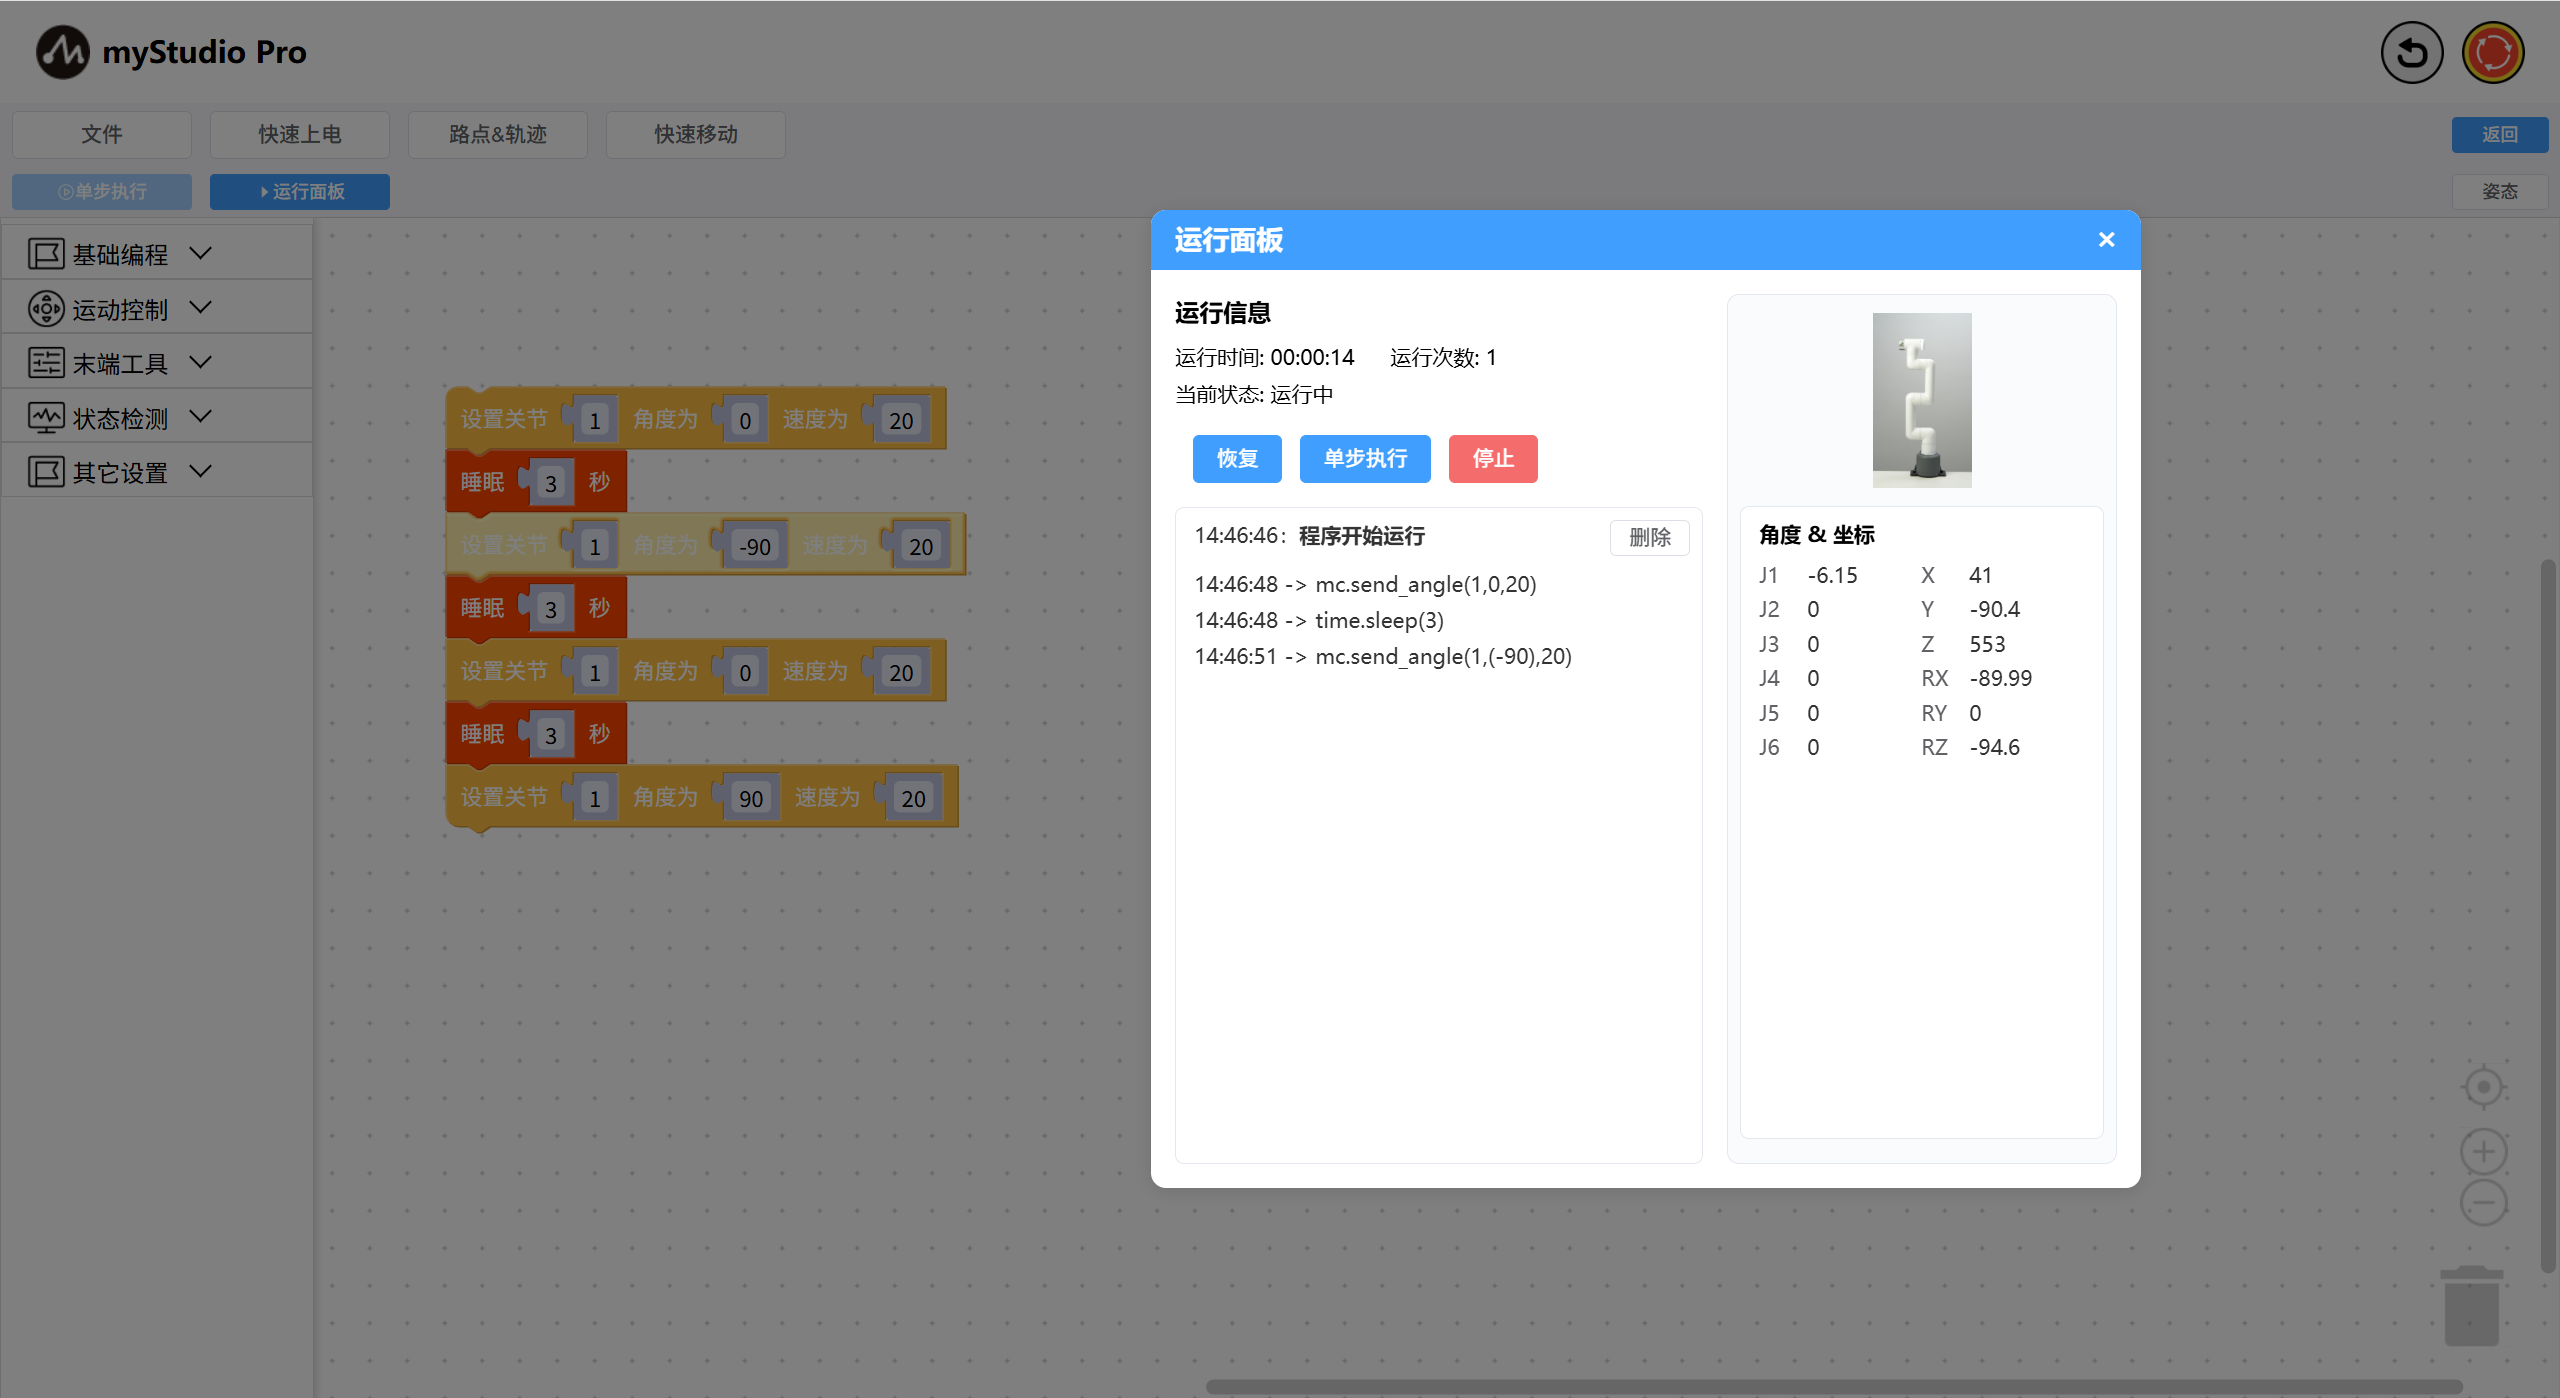 myStudio Pro
文件 快速上电 路点&轨迹 快速移动 返回
单步执行 运行面板 姿态
基础编程
运动控制
末端工具
状态检测
其它设置
设置关节 1 角度为 0 速度为 20
睡眠 3 秒
设置关节 1 角度为 -90 速度为 20
睡眠 3 秒
设置关节 1 角度为 0 速度为 20
睡眠 3 秒
设置关节 1 角度为 90 速度为 20
运行面板
运行信息
运行时间: 00:00:14 运行次数: 1
当前状态: 运行中
恢复 单步执行 停止
14:46:46: 程序开始运行 删除
14:46:48 -> mc.send_angle(1,0,20)
14:46:48 -> time.sleep(3)
14:46:51 -> mc.send_angle(1,(-90),20)
角度 & 坐标
J1 -6.15 X 41
J2 0 Y -90.4
J3 0 Z 553
J4 0 RX -89.99
J5 0 RY 0
J6 0 RZ -94.6